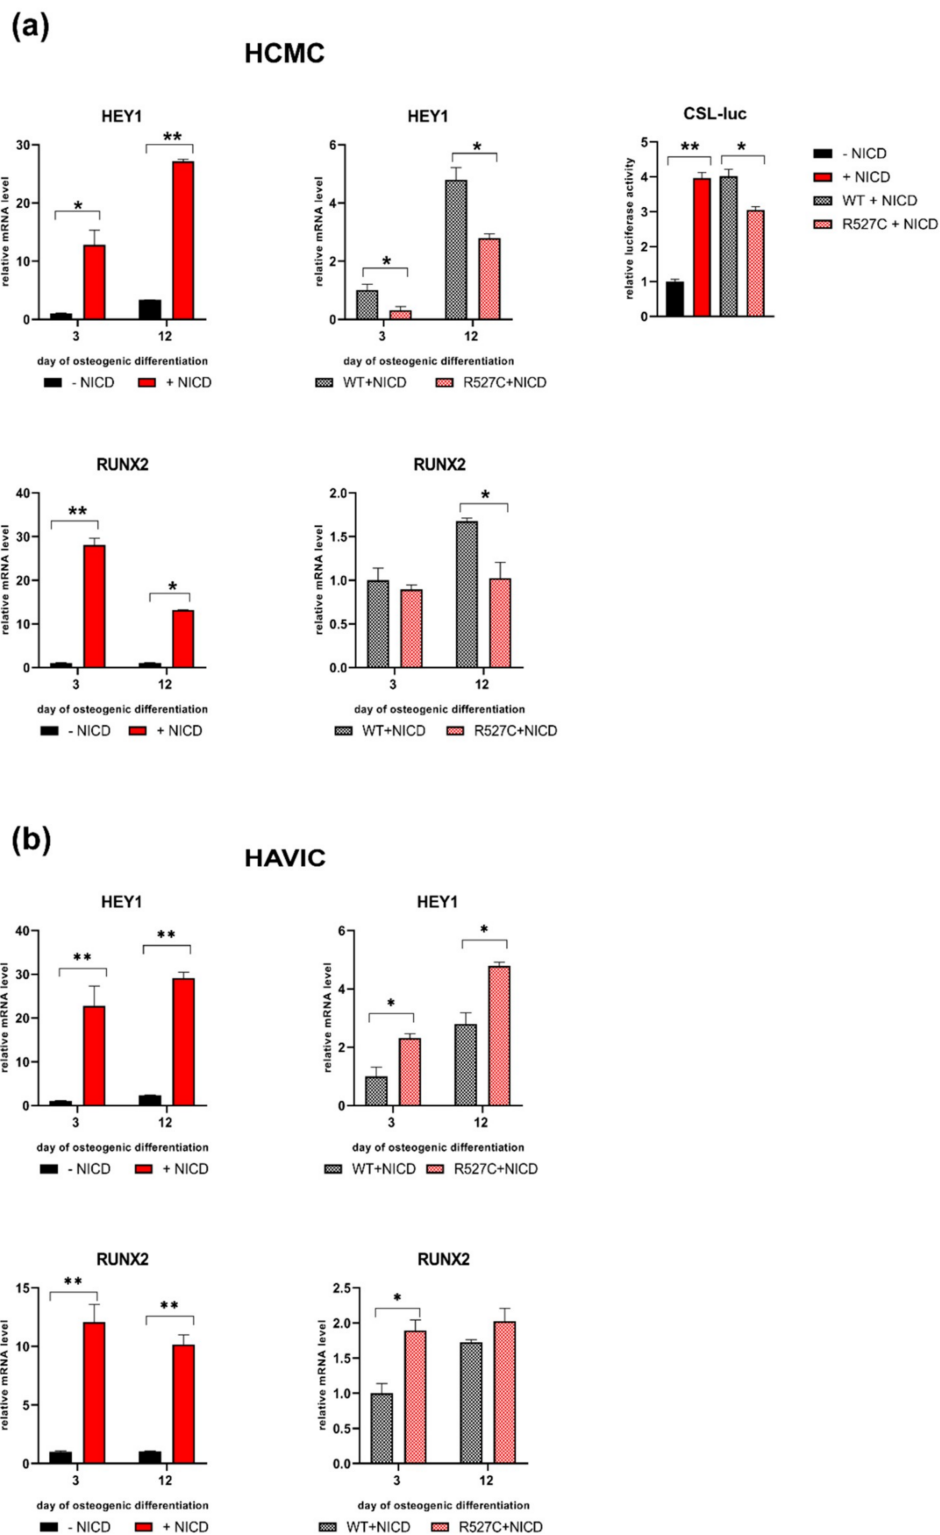 (a)
HCMC
HEY1
relative mRNA level
30
20
10
0
*
**
3 12
day of osteogenic differentiation
- NICD + NICD
HEY1
relative mRNA level
6
4
2
0
*
*
3 12
day of osteogenic differentiation
WT+NICD R527C+NICD
CSL-luc
relative luciferase activity
5
4
3
2
1
0
** *
- NICD
+ NICD
WT + NICD
R527C + NICD
RUNX2
relative mRNA level
40
30
20
10
0
**
*
3 12
day of osteogenic differentiation
- NICD + NICD
RUNX2
relative mRNA level
2.0
1.5
1.0
0.5
0.0
*
3 12
day of osteogenic differentiation
WT+NICD R527C+NICD
(b)
HAVIC
HEY1
relative mRNA level
40
30
20
10
0
**
**
3 12
day of osteogenic differentiation
- NICD + NICD
HEY1
relative mRNA level
6
4
2
0
*
*
3 12
day of osteogenic differentiation
WT+NICD R527C+NICD
RUNX2
relative mRNA level
15
10
5
0
**
**
3 12
day of osteogenic differentiation
- NICD + NICD
RUNX2
relative mRNA level
2.5
2.0
1.5
1.0
0.5
0.0
*
3 12
day of osteogenic differentiation
WT+NICD R527C+NICD